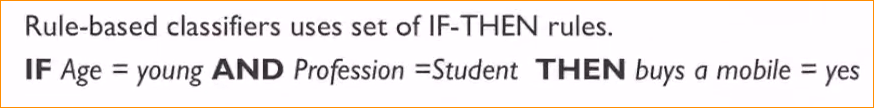 Rule-based classifiers uses set of IF-THEN rules.
IF Age = young AND Profession =Student THEN buys a mobile = yes